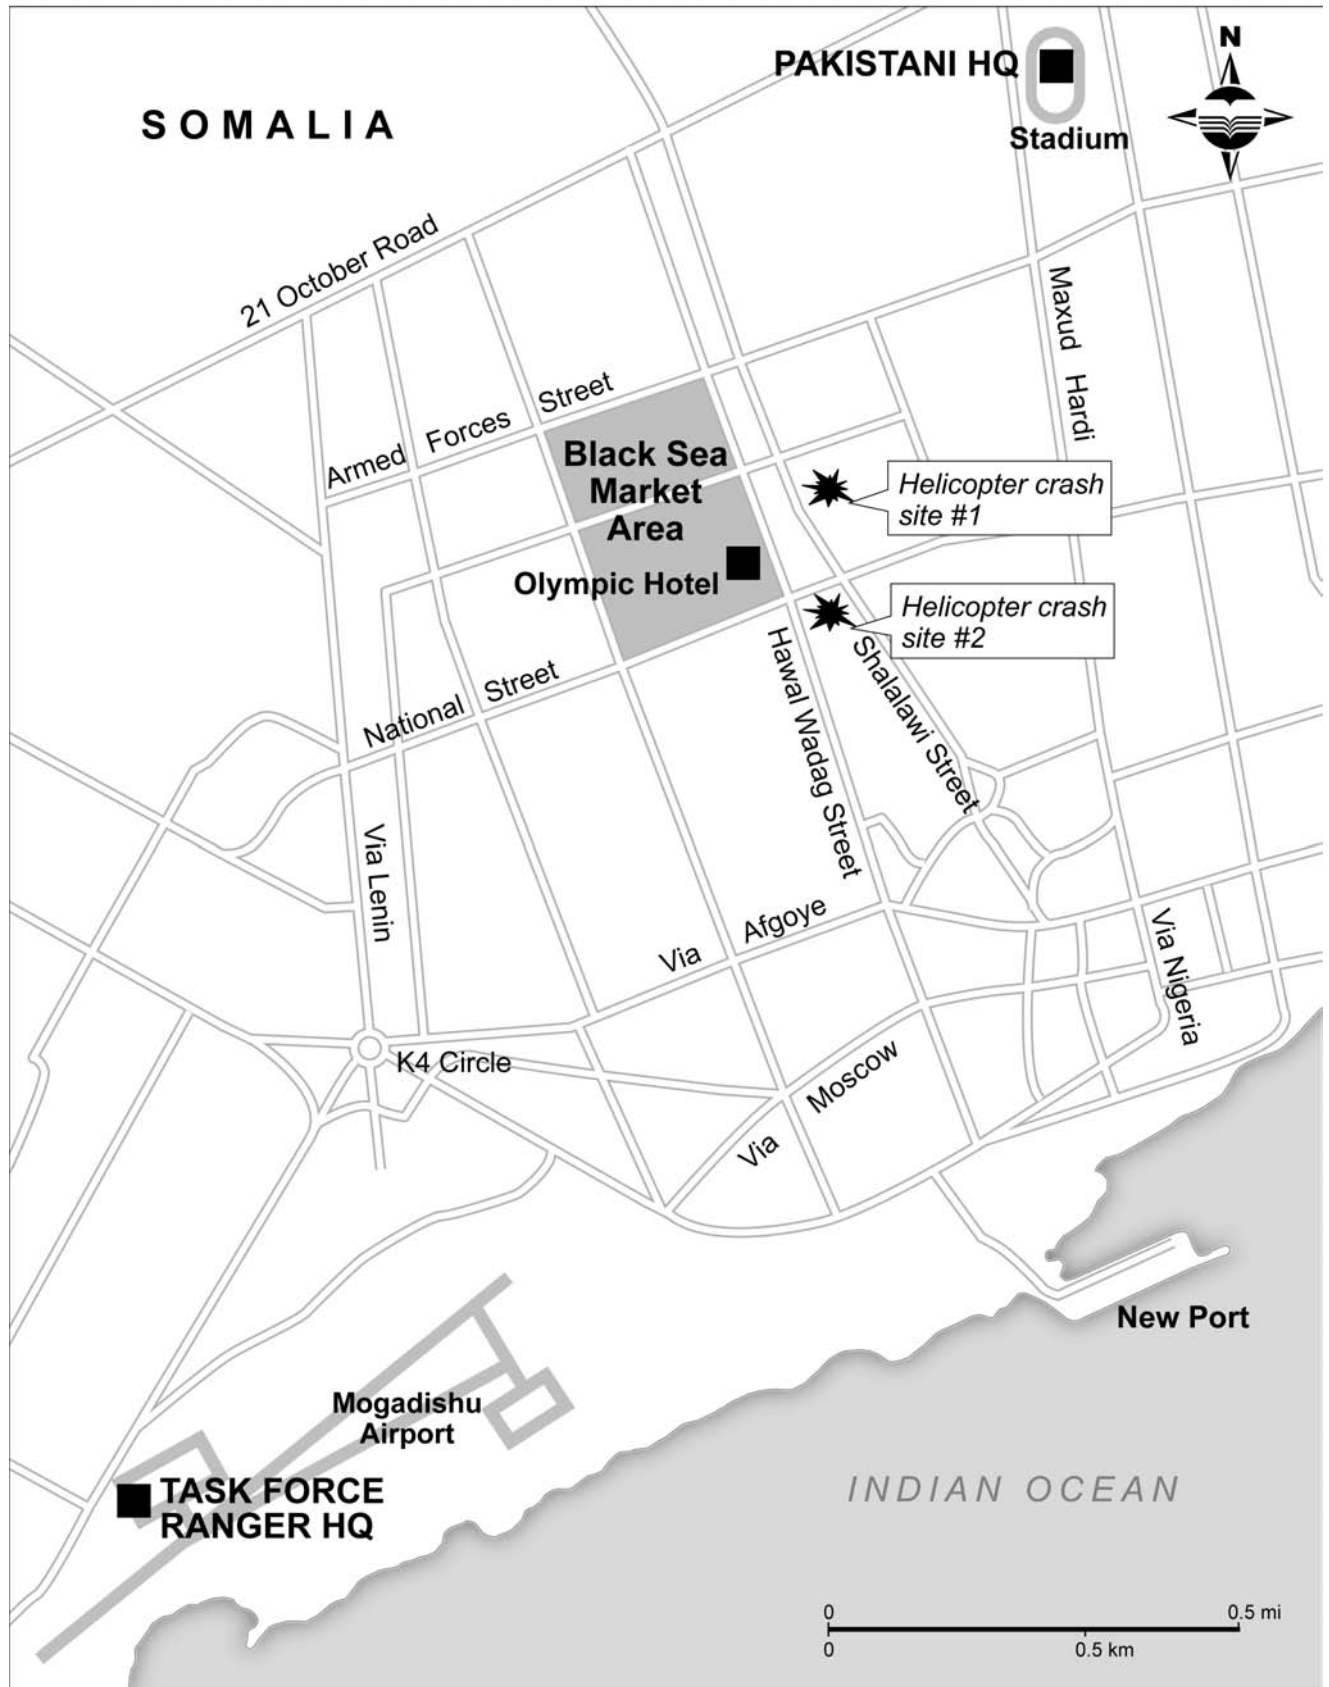 N
PAKISTANI HQ
Stadium
SOMALIA
21 October Road
Maxud Hardi
Armed Forces Street
Black Sea
Market
Area
Helicopter crash
site #1
Olympic Hotel
Helicopter crash
site #2
National Street
Hawal Wadag Street
Shalalawi Street
Via Lenin
Via Afgoye
Via Nigeria
K4 Circle
Via Moscow
New Port
Mogadishu
Airport
TASK FORCE
RANGER HQ
INDIAN OCEAN
0 0.5 mi
0 0.5 km